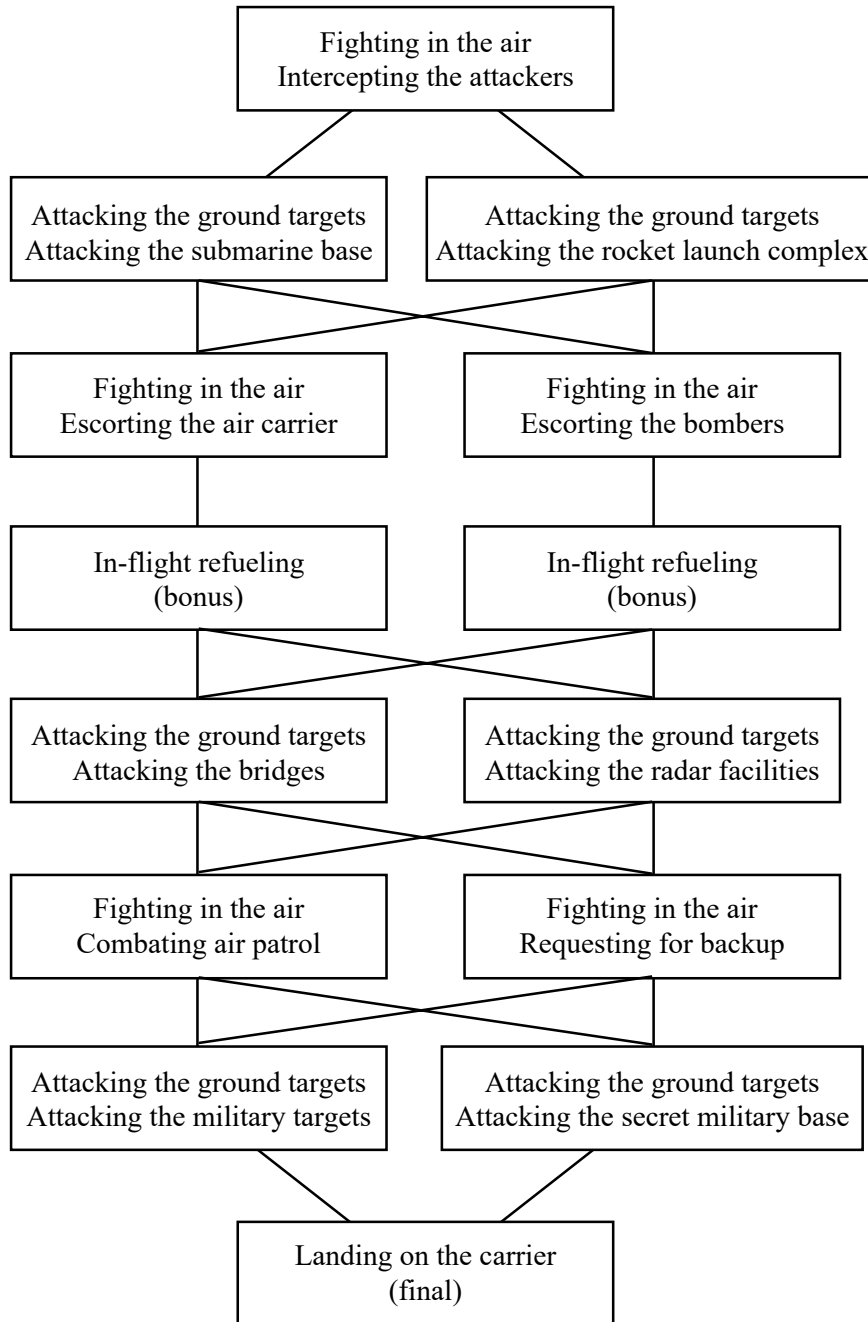 Fighting in the air
Intercepting the attackers
Attacking the ground targets
Attacking the submarine base
Attacking the ground targets
Attacking the rocket launch complex
Fighting in the air
Escorting the air carrier
Fighting in the air
Escorting the bombers
In-flight refueling
(bonus)
In-flight refueling
(bonus)
Attacking the ground targets
Attacking the bridges
Attacking the ground targets
Attacking the radar facilities
Fighting in the air
Combating air patrol
Fighting in the air
Requesting for backup
Attacking the ground targets
Attacking the military targets
Attacking the ground targets
Attacking the secret military base
Landing on the carrier
(final)